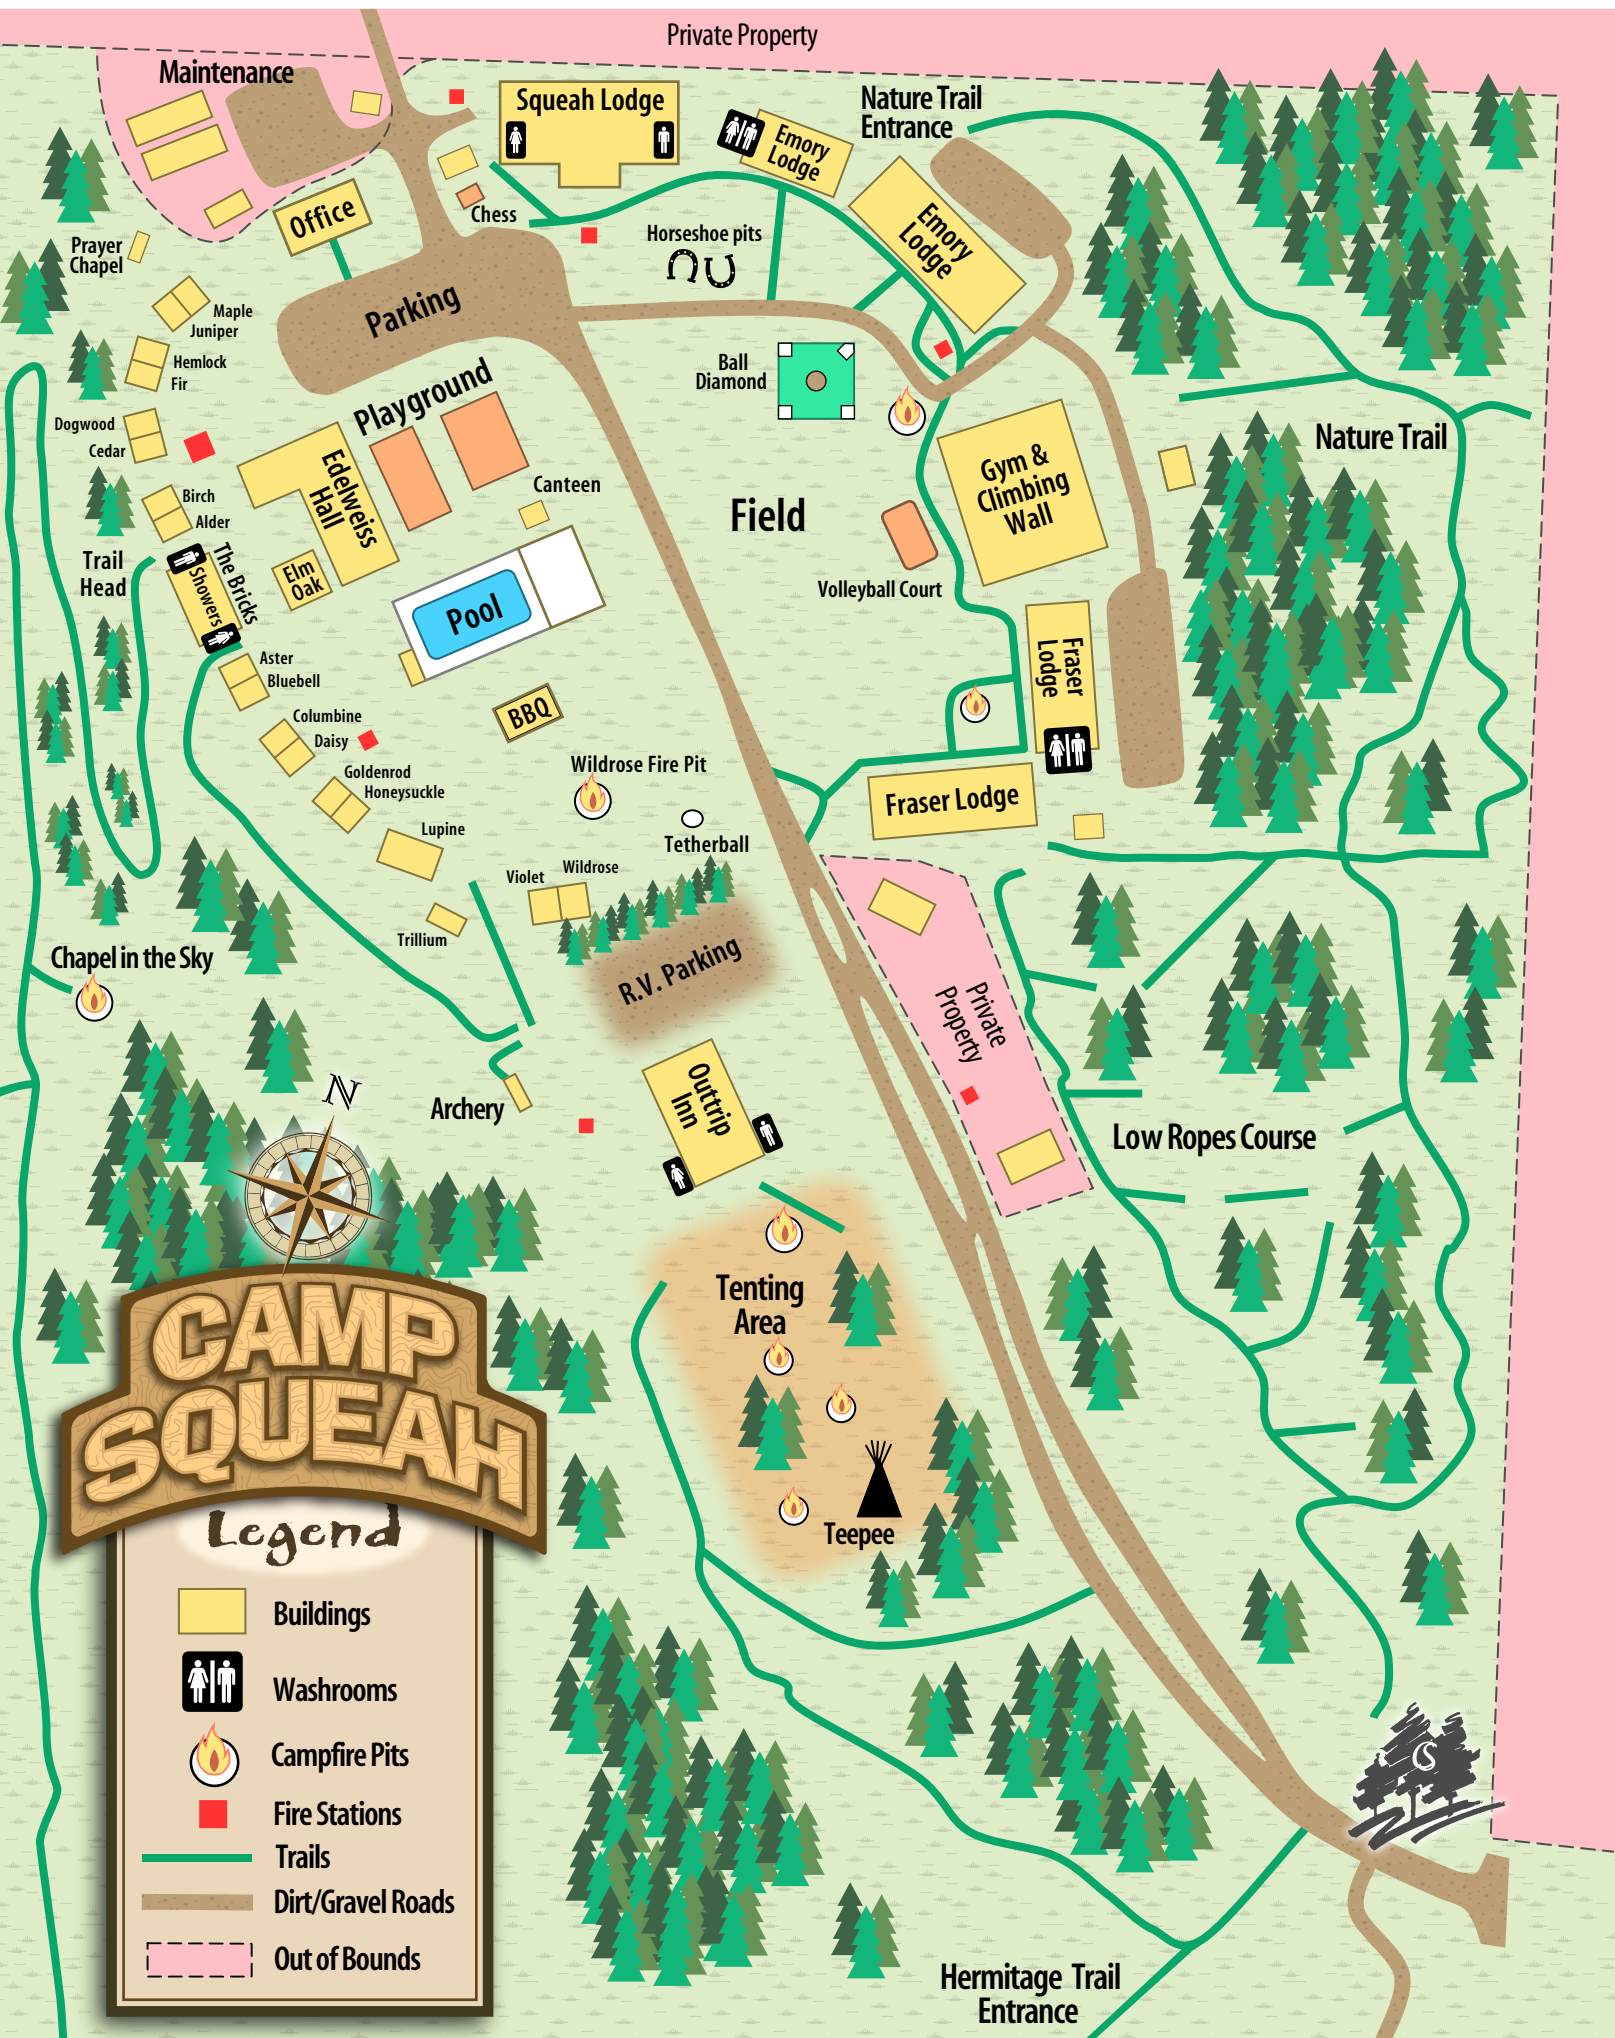 Private Property
Maintenance
Squeah Lodge
Nature Trail
Entrance
Emory
Lodge
Office
Chess
Emory
Lodge
Horseshoe pits
Prayer
Chapel
Maple
Juniper
Parking
Hemlock
Fir
Ball
Diamond
Playground
Dogwood
Cedar
Nature Trail
Edelweiss
Hall
Gym &
Climbing
Wall
Canteen
Birch
Alder
Field
Trail
Head
The Bricks
Showers
Elm
Oak
Pool
Volleyball Court
Fraser
Lodge
Aster
Bluebell
BBQ
Columbine
Daisy
Wildrose Fire Pit
Goldenrod
Honeysuckle
Fraser Lodge
Lupine
Tetherball
Violet
Wildrose
Trillium
Chapel in the Sky
R.V. Parking
Private
Property
N
Archery
Outtrip
Inn
Low Ropes Course
Tenting
Area
CAMP
SQUEAH
Teepee
Legend
Buildings
Washrooms
Campfire Pits
Fire Stations
Trails
Dirt/Gravel Roads
Out of Bounds
CS
Hermitage Trail
Entrance